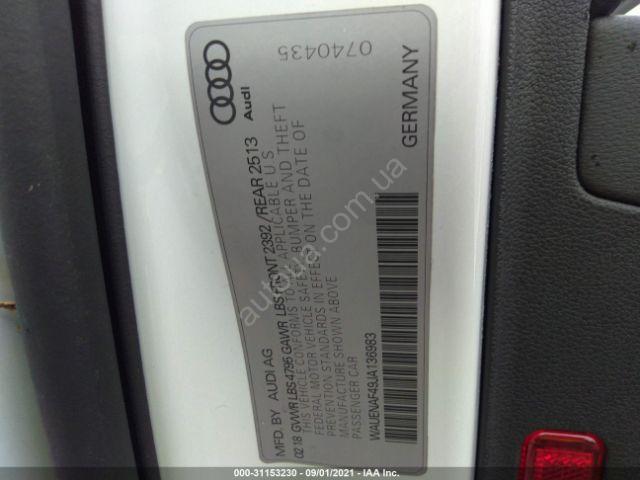 0740435
Audi
GERMANY
MFD. BY AUDI AG
02 18 GVWR LBS 4795 GAWR LBS FRONT 2392 /REAR 2513
THIS VEHICLE CONFORMS TO ALL APPLICABLE U S
FEDERAL MOTOR VEHICLE SAFETY BUMPER AND THEFT
PREVENTION STANDARDS IN EFFECT ON THE DATE OF
MANUFACTURE SHOWN ABOVE
PASSENGER CAR
WAUENAF49JA136983
autoua.com.ua
000-31153230 - 09/01/2021 - IAA Inc.